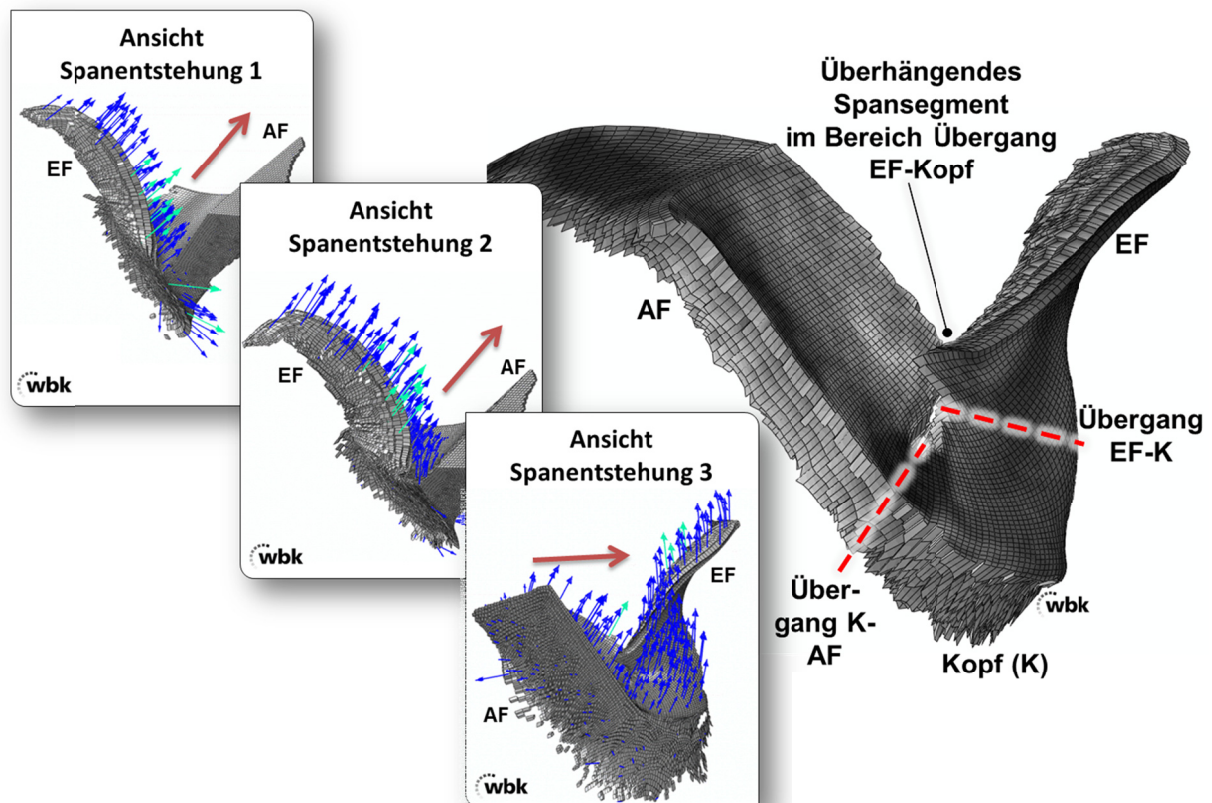 Ansicht
Spanentstehung 1
AF
EF
wbk
Ansicht
Spanentstehung 2
AF
EF
wbk
Ansicht
Spanentstehung 3
EF
AF
wbk
Überhängendes
Spansegment
im Bereich Übergang
EF-Kopf
EF
AF
Übergang
EF-K
Über-
gang K-
AF
wbk
Kopf (K)